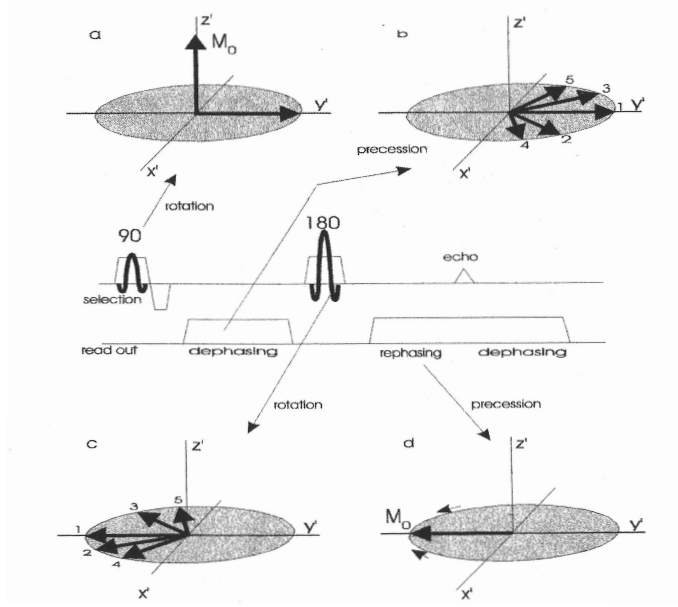 a
z'
M₀
y'
x'
b
z'
5
3
1
y'
4
2
x'
precession
rotation
90
180
echo
selection
read out
dephasing
rephasing
dephasing
rotation
precession
c
z'
5
3
1
y'
2
4
x'
d
z'
M₀
y'
x'